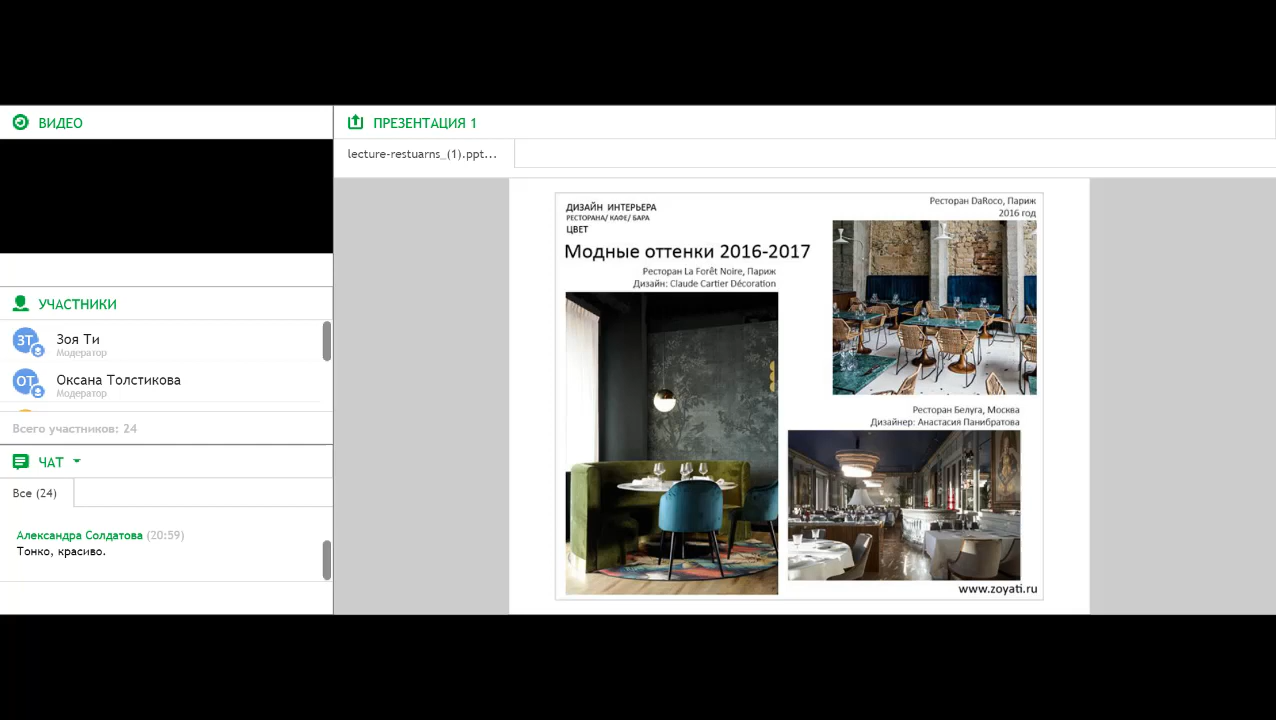 ВИДЕО
УЧАСТНИКИ
ЗТ
Зоя Ти
Модератор
ОТ
Оксана Толстикова
Модератор
Всего участников: 24
ЧАТ
Все (24)
Александра Солдатова (20:59)
Тонко, красиво.
ПРЕЗЕНТАЦИЯ 1
lecture-restuarns_(1).ppt...
ДИЗАЙН ИНТЕРЬЕРА
РЕСТОРАНА/ КАФЕ/ БАРА
ЦВЕТ
Модные оттенки 2016-2017
Ресторан La Forêt Noire, Париж
Дизайн: Claude Cartier Décoration
Ресторан DaRoco, Париж
2016 год
Ресторан Белуга, Москва
Дизайнер: Анастасия Панибратова
www.zoyati.ru